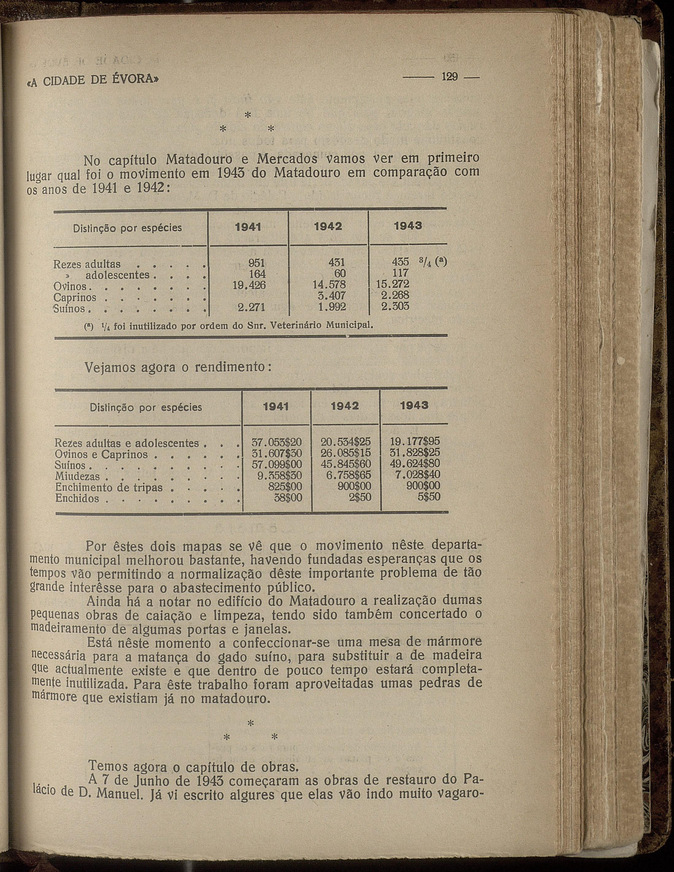 «A CIDADE DE ÉVORA» — 129 —
*
* *
No capítulo Matadouro e Mercados vamos ver em primeiro
lugar qual foi o movimento em 1943 do Matadouro em comparação com
os anos de 1941 e 1942:
Distinção por espécies 1941 1942 1943
Rezes adultas . . . . . 951 431 435 3/4 (a)
» adolescentes . . . . 164 60 117
Ovinos . . . . . . . . 19.426 14.578 15.272
Caprinos . . . . . . . 3.407 2.268
Suínos . . . . . . . . 2.271 1.992 2.303
(a) 1/4 foi inutilizado por ordem do Snr. Veterinário Municipal.
Vejamos agora o rendimento:
Distinção por espécies 1941 1942 1943
Rezes adultas e adolescentes . . . 37.053$20 20.534$25 19.177$95
Ovinos e Caprinos . . . . . . 31.607$30 26.085$15 31.828$25
Suínos . . . . . . . . . . 57.099$00 45.845$60 49.624$80
Miudezas . . . . . . . . . 9.358$30 6.758$65 7.028$40
Enchimento de tripas . . . . . 825$00 900$00 900$00
Enchidos . . . . . . . . . 38$00 2$50 5$50
Por êstes dois mapas se vê que o movimento nêste departa-
mento municipal melhorou bastante, havendo fundadas esperanças que os
tempos vão permitindo a normalização dêste importante problema de tão
grande interêsse para o abastecimento público.
Ainda há a notar no edifício do Matadouro a realização dumas
pequenas obras de caiação e limpeza, tendo sido também concertado o
madeiramento de algumas portas e janelas.
Está nêste momento a confeccionar-se uma mesa de mármore
necessária para a matança do gado suíno, para substituir a de madeira
que actualmente existe e que dentro de pouco tempo estará completa-
mente inutilizada. Para êste trabalho foram aproveitadas umas pedras de
mármore que existiam já no matadouro.
*
* *
Temos agora o capítulo de obras.
A 7 de Junho de 1943 começaram as obras de restauro do Pa-
lácio de D. Manuel. Já vi escrito algures que elas vão indo muito vagaro-